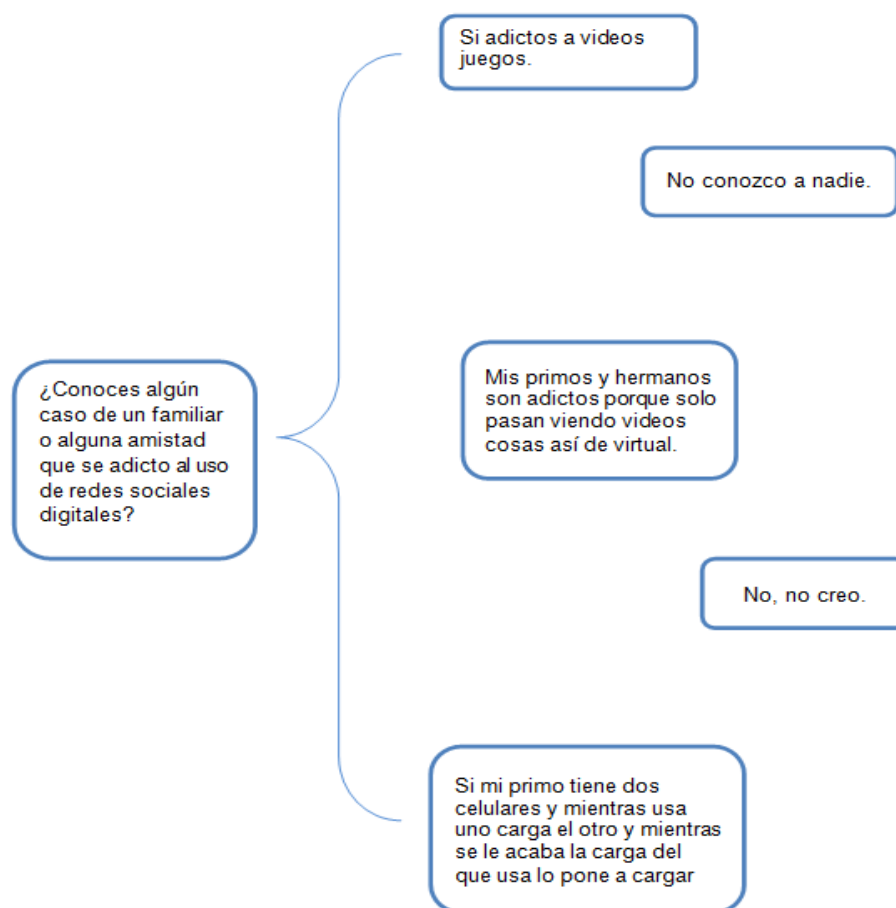 Si adictos a videos
juegos.
No conozco a nadie.
¿Conoces algún
caso de un familiar
o alguna amistad
que se adicto al uso
de redes sociales
digitales?
Mis primos y hermanos
son adictos porque solo
pasan viendo videos
cosas así de virtual.
No, no creo.
Si mi primo tiene dos
celulares y mientras usa
uno carga el otro y mientras
se le acaba la carga del
que usa lo pone a cargar